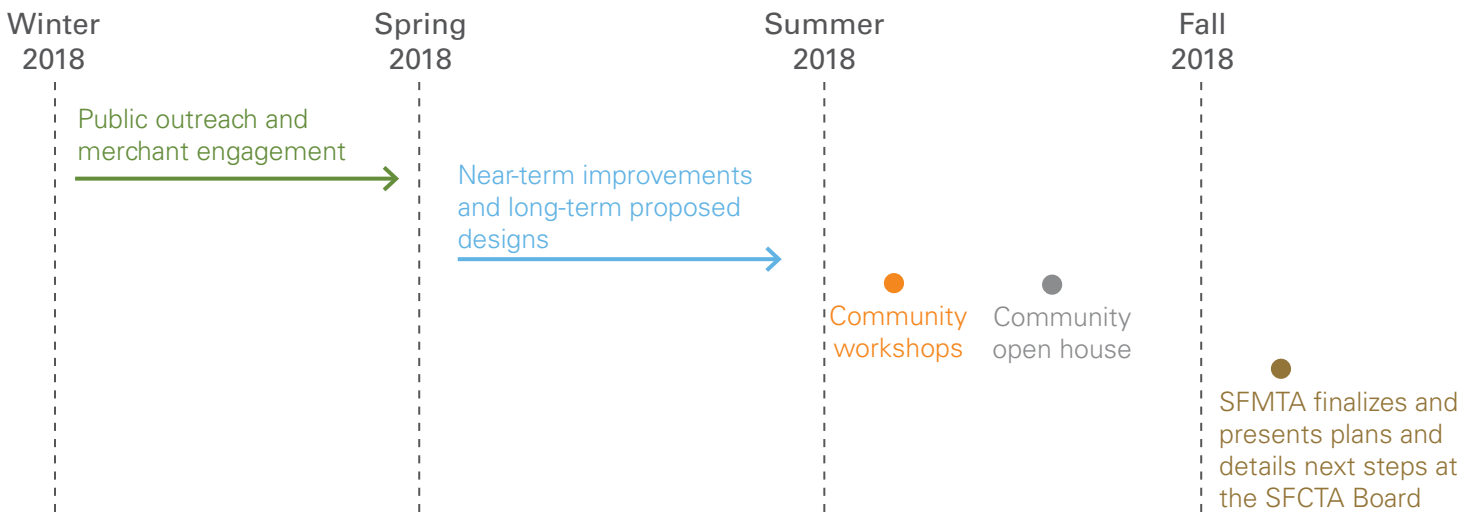 Winter
2018
Spring
2018
Summer
2018
Fall
2018
Public outreach and
merchant engagement
Near-term improvements
and long-term proposed
designs
Community
workshops
Community
open house
SFMTA finalizes and
presents plans and
details next steps at
the SFCTA Board